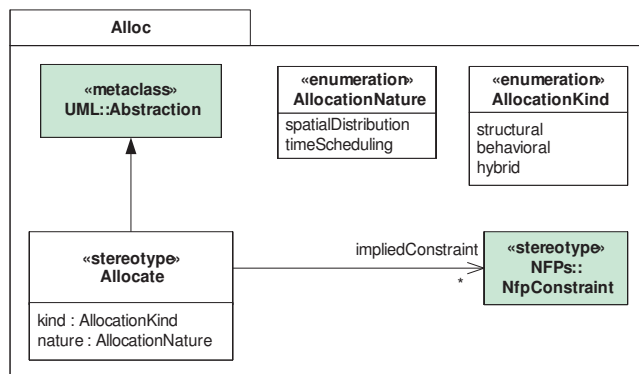 Alloc
«metaclass»
UML::Abstraction
«enumeration»
AllocationNature
spatialDistribution
timeScheduling
«enumeration»
AllocationKind
structural
behavioral
hybrid
«stereotype»
Allocate
kind : AllocationKind
nature : AllocationNature
impliedConstraint
*
«stereotype»
NFPs::
NfpConstraint